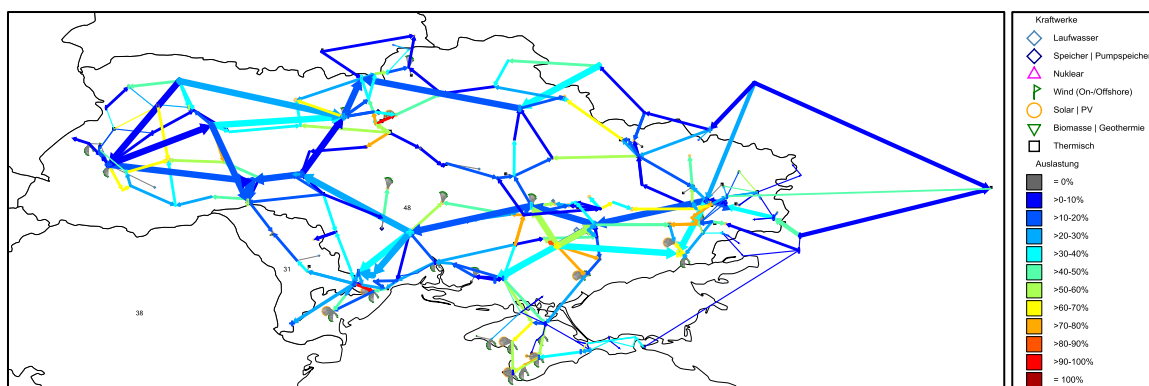 Kraftwerke
Laufwasser
Speicher | Pumpspeicher
Nuklear
Wind (On-/Offshore)
Solar | PV
Biomasse | Geothermie
Thermisch
Auslastung
= 0%
>0-10%
>10-20%
>20-30%
>30-40%
>40-50%
>50-60%
>60-70%
>70-80%
>80-90%
>90-100%
= 100%
48
31
38